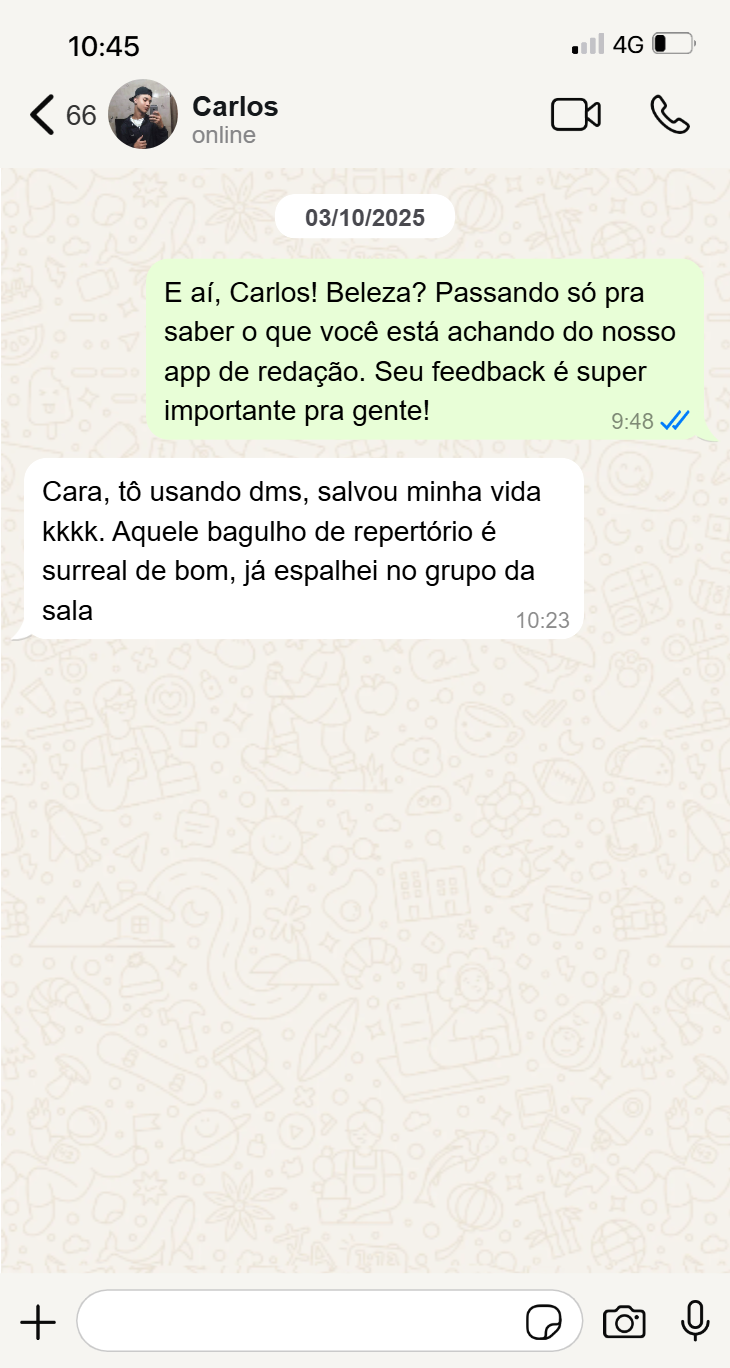 10:45
4G
66
Carlos
online
03/10/2025
E aí, Carlos! Beleza? Passando só pra
saber o que você está achando do nosso
app de redação. Seu feedback é super
importante pra gente!
9:48
Cara, tô usando dms, salvou minha vida
kkkk. Aquele bagulho de repertório é
surreal de bom, já espalhei no grupo da
sala
10:23